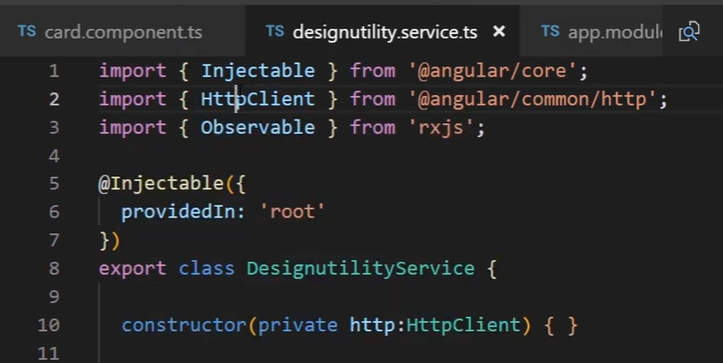 TS card.component.ts TS designutility.service.ts × TS app.modul
1 import { Injectable } from '@angular/core';
2 import { HttpClient } from '@angular/common/http';
3 import { Observable } from 'rxjs';
4
5 @Injectable({
6 providedIn: 'root'
7 })
8 export class DesignutilityService {
9
10 constructor(private http:HttpClient) { }
11